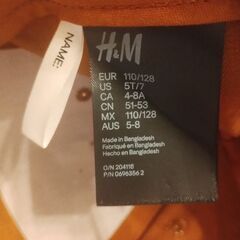 NAME:
H&M
EUR 110/128
US 5T/7
CA 4-8A
CN 51-53
MX 110/128
AUS 5-8
Made in Bangladesh
Fabriqué en Bangladesh
Hecho en Bangladesh
O/N 204116
P/N 0696356 2